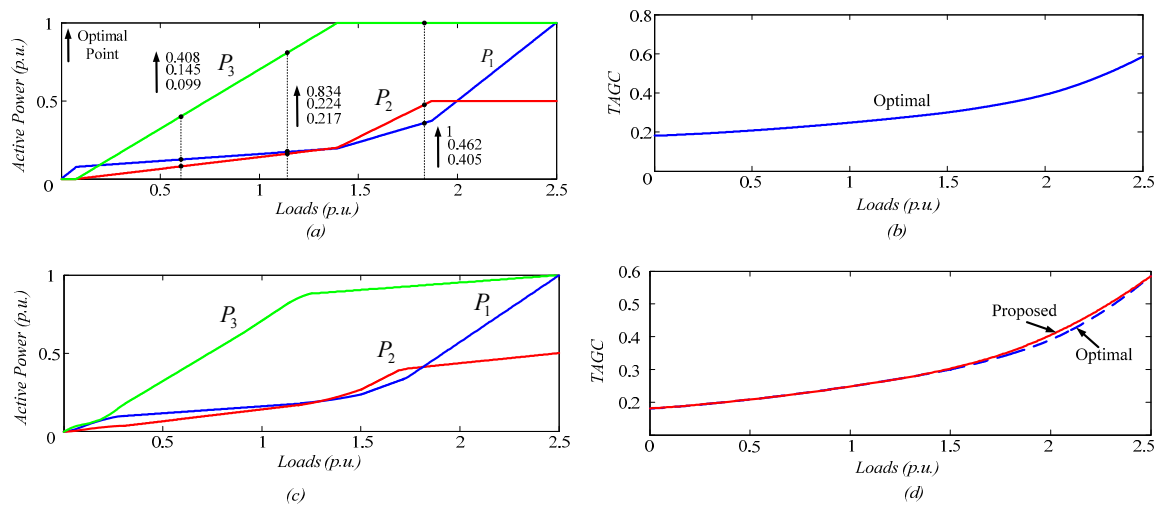 Active Power (p.u.)
1
0.5
0
Optimal
Point
0.408
0.145
0.099
P3
0.834
0.224
0.217
P2
P1
1
0.462
0.405
0.5
1
1.5
2
2.5
Loads (p.u.)
(a)
TAGC
0.8
0.6
0.4
0.2
0
Optimal
0
0.5
1
1.5
2
2.5
Loads (p.u.)
(b)
Active Power (p.u.)
1
0.5
0
P3
P2
P1
0.5
1
1.5
2
2.5
Loads (p.u.)
(c)
TAGC
0.6
0.5
0.4
0.3
0.2
Proposed
Optimal
0
0.5
1
1.5
2
2.5
Loads (p.u.)
(d)